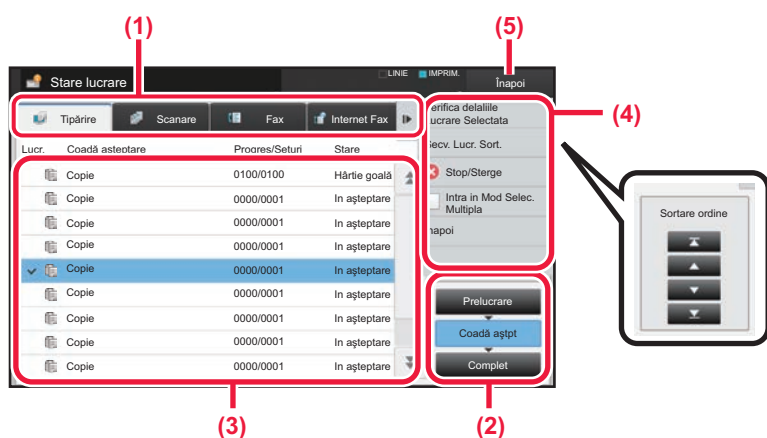 (1)
(5)
Stare lucrare
LINIE
IMPRIM.
Înapoi
Tipărire
Scanare
Fax
Internet Fax
erifica delaliile
ucrare Selectata
(4)
Lucr.
Coadă asteptare
Progres/Seturi
Stare
Secv. Lucr. Sort.
Copie 0100/0100 Hârtie goală
Stop/Sterge
Copie 0000/0001 In aşteptare
Intra in Mod Selec.
Multipla
Copie 0000/0001 In aşteptare
Copie 0000/0001 In aşteptare
napoi
Copie 0000/0001 In aşteptare
Copie 0000/0001 In aşteptare
Copie 0000/0001 In aşteptare
Copie 0000/0001 In aşteptare
Copie 0000/0001 In aşteptare
Prelucrare
Coadă aştpt
Complet
Sortare ordine
(3)
(2)